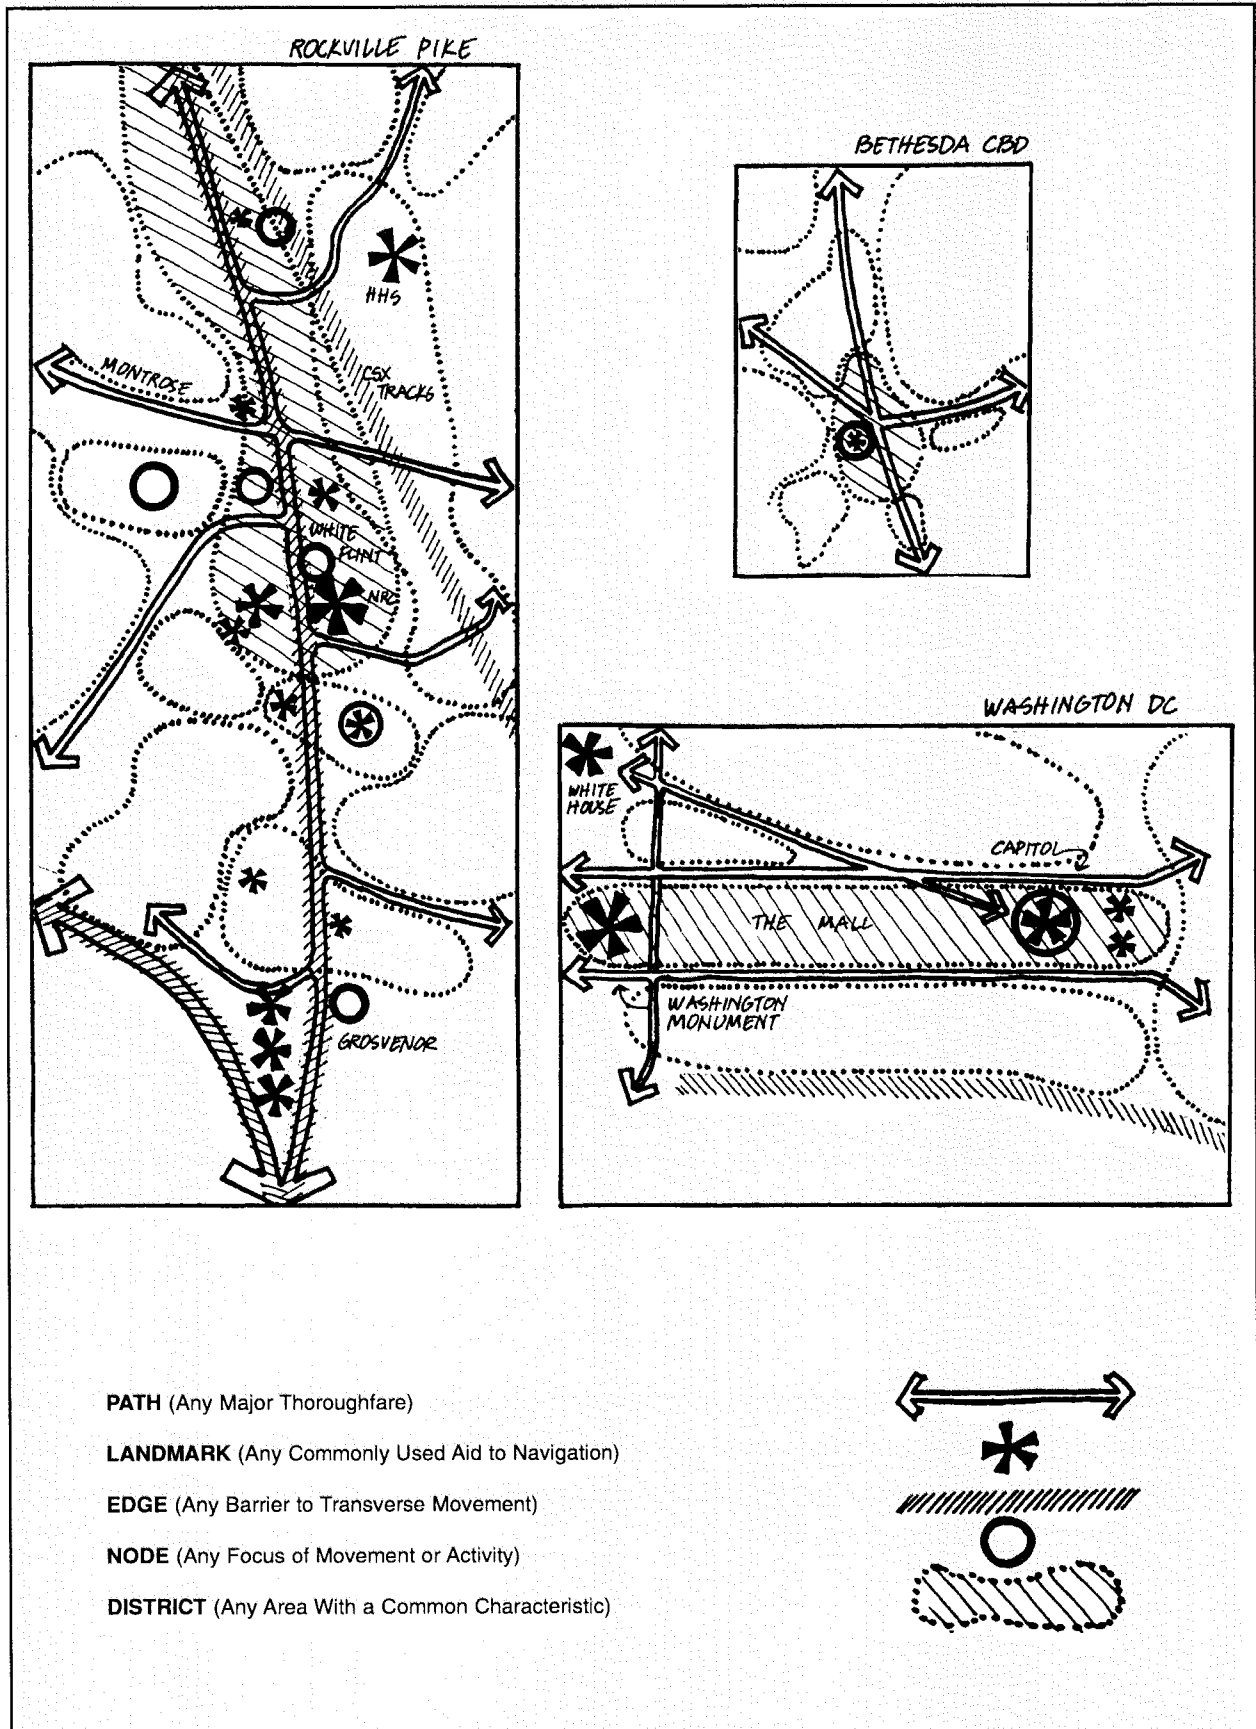 ROCKVILLE PIKE
HHS
MONTROSE
CSX
TRACKS
WHITE
FLINT
NRC
GROSVENOR
BETHESDA CBD
WASHINGTON DC
WHITE
HOUSE
CAPITOL
THE MALL
WASHINGTON
MONUMENT
PATH (Any Major Thoroughfare)
LANDMARK (Any Commonly Used Aid to Navigation)
EDGE (Any Barrier to Transverse Movement)
NODE (Any Focus of Movement or Activity)
DISTRICT (Any Area With a Common Characteristic)